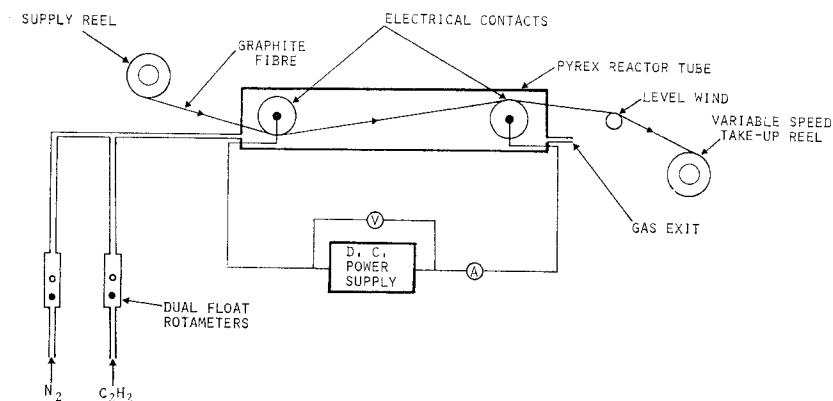 SUPPLY REEL
ELECTRICAL CONTACTS
GRAPHITE
FIBRE
PYREX REACTOR TUBE
LEVEL WIND
VARIABLE SPEED
TAKE-UP REEL
GAS EXIT
V
D. C.
POWER
SUPPLY
A
DUAL FLOAT
ROTAMETERS
N2
C2H2